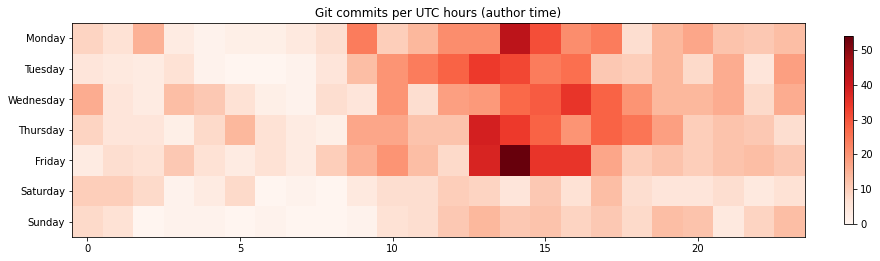 Git commits per UTC hours (author time)
Monday
Tuesday
Wednesday
Thursday
Friday
Saturday
Sunday
0 5 10 15 20
50
40
30
20
10
0